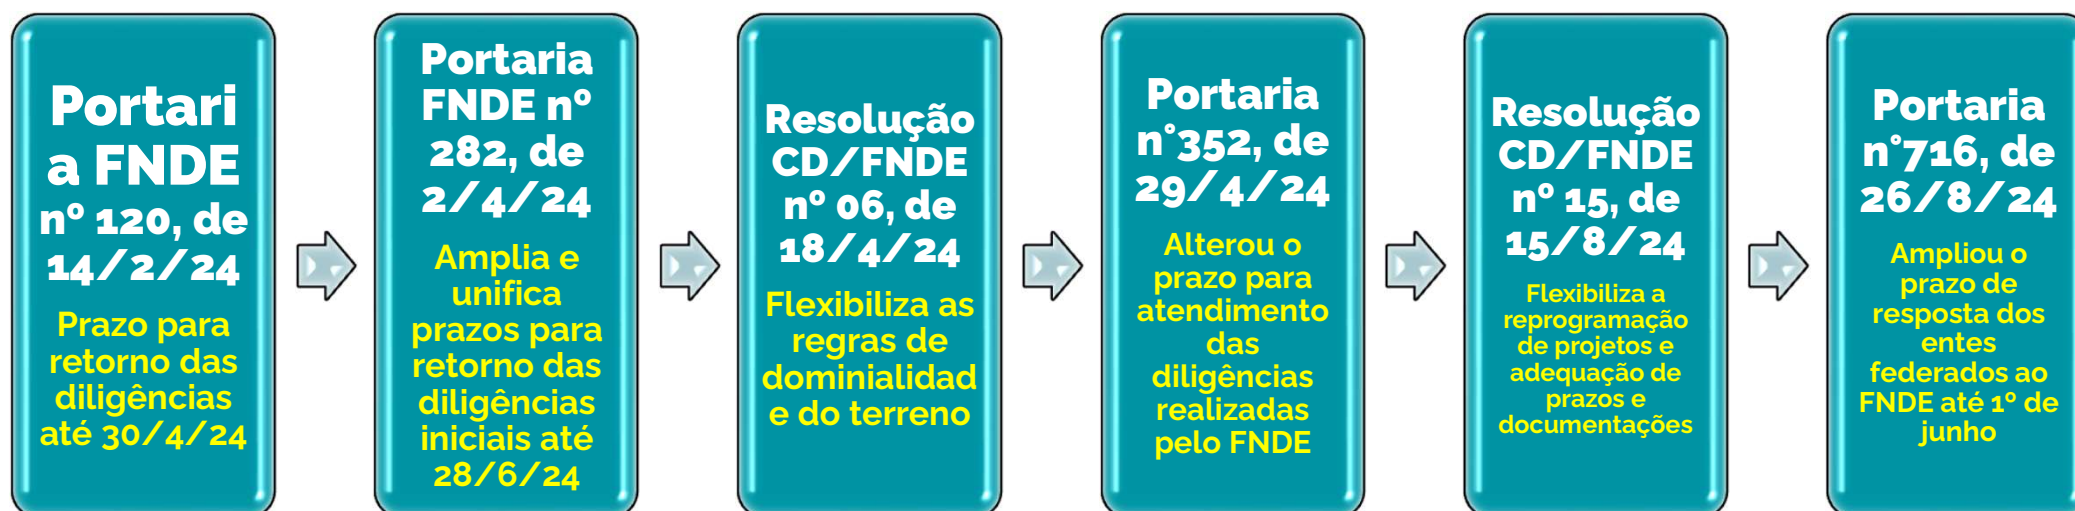 Portari
a FNDE
nº 120, de
14/2/24
Prazo para
retorno das
diligências
até 30/4/24
Portaria
FNDE nº
282, de
2/4/24
Amplia e
unifica
prazos para
retorno das
diligências
iniciais até
28/6/24
Resolução
CD/FNDE
nº 06, de
18/4/24
Flexibiliza as
regras de
dominialidad
e do terreno
Portaria
n°352, de
29/4/24
Alterou o
prazo para
atendimento
das
diligências
realizadas
pelo FNDE
Resolução
CD/FNDE
nº 15, de
15/8/24
Flexibiliza a
reprogramação
de projetos e
adequação de
prazos e
documentações
Portaria
n°716, de
26/8/24
Ampliou o
prazo de
resposta dos
entes
federados ao
FNDE até 1º de
junho